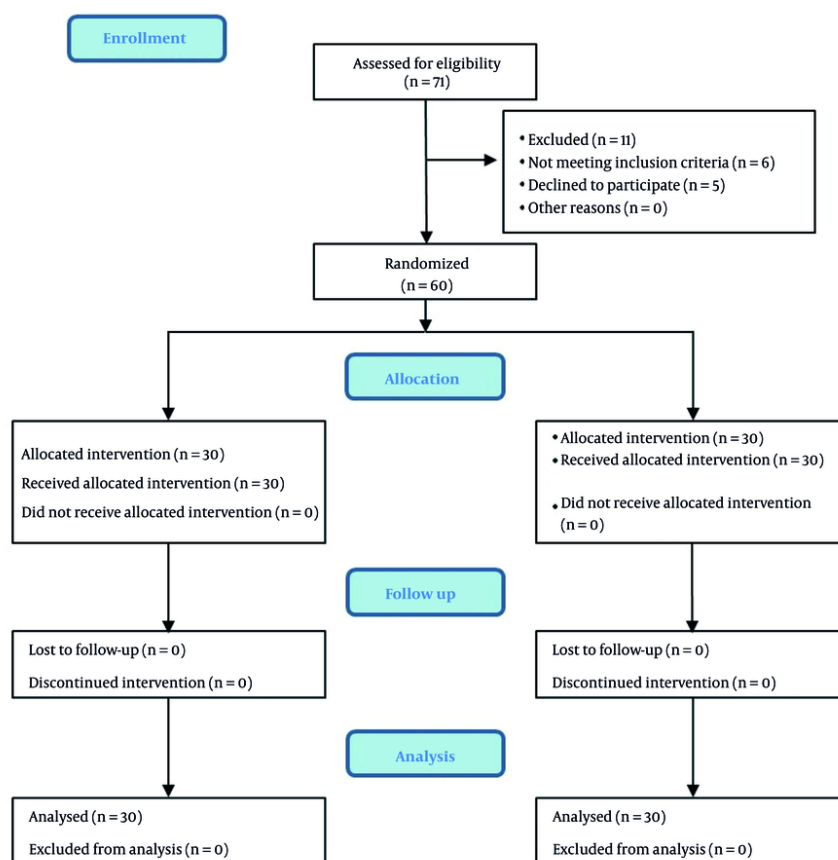 Enrollment
Assessed for eligibility
(n = 71)
• Excluded (n = 11)
• Not meeting inclusion criteria (n = 6)
• Declined to participate (n = 5)
• Other reasons (n = 0)
Randomized
(n = 60)
Allocation
Allocated intervention (n = 30)
Received allocated intervention (n = 30)
Did not receive allocated intervention (n = 0)
• Allocated intervention (n = 30)
• Received allocated intervention (n = 30)
• Did not receive allocated intervention
(n = 0)
Follow up
Lost to follow-up (n = 0)
Discontinued intervention (n = 0)
Lost to follow-up (n = 0)
Discontinued intervention (n = 0)
Analysis
Analysed (n = 30)
Excluded from analysis (n = 0)
Analysed (n = 30)
Excluded from analysis (n = 0)